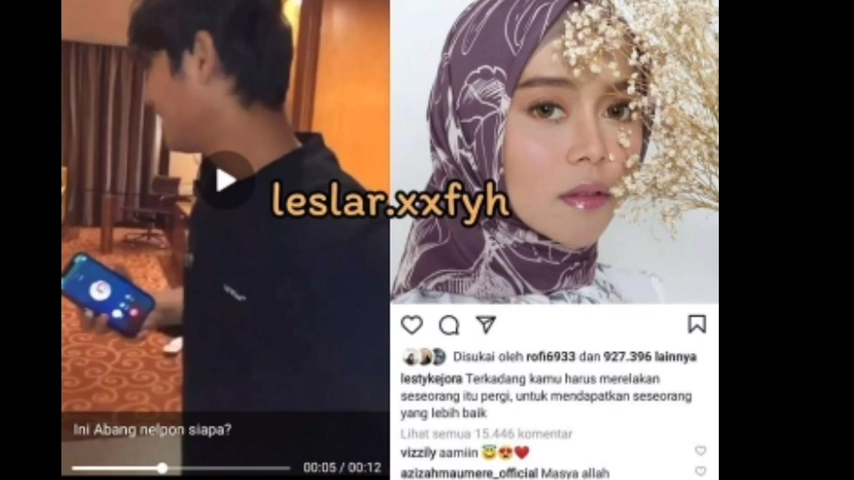 leslar.xxfyh
Ini Abang nelpon siapa?
00:05 / 00:12
Disukai oleh rofi6933 dan 927.396 lainnya
lestykejora Terkadang kamu harus merelakan
seseorang itu pergi, untuk mendapatkan seseorang
yang lebih baik
Lihat semua 15.446 komentar
vizzily aamiin 😇😍❤️
azizahmaumere_official Masya allah